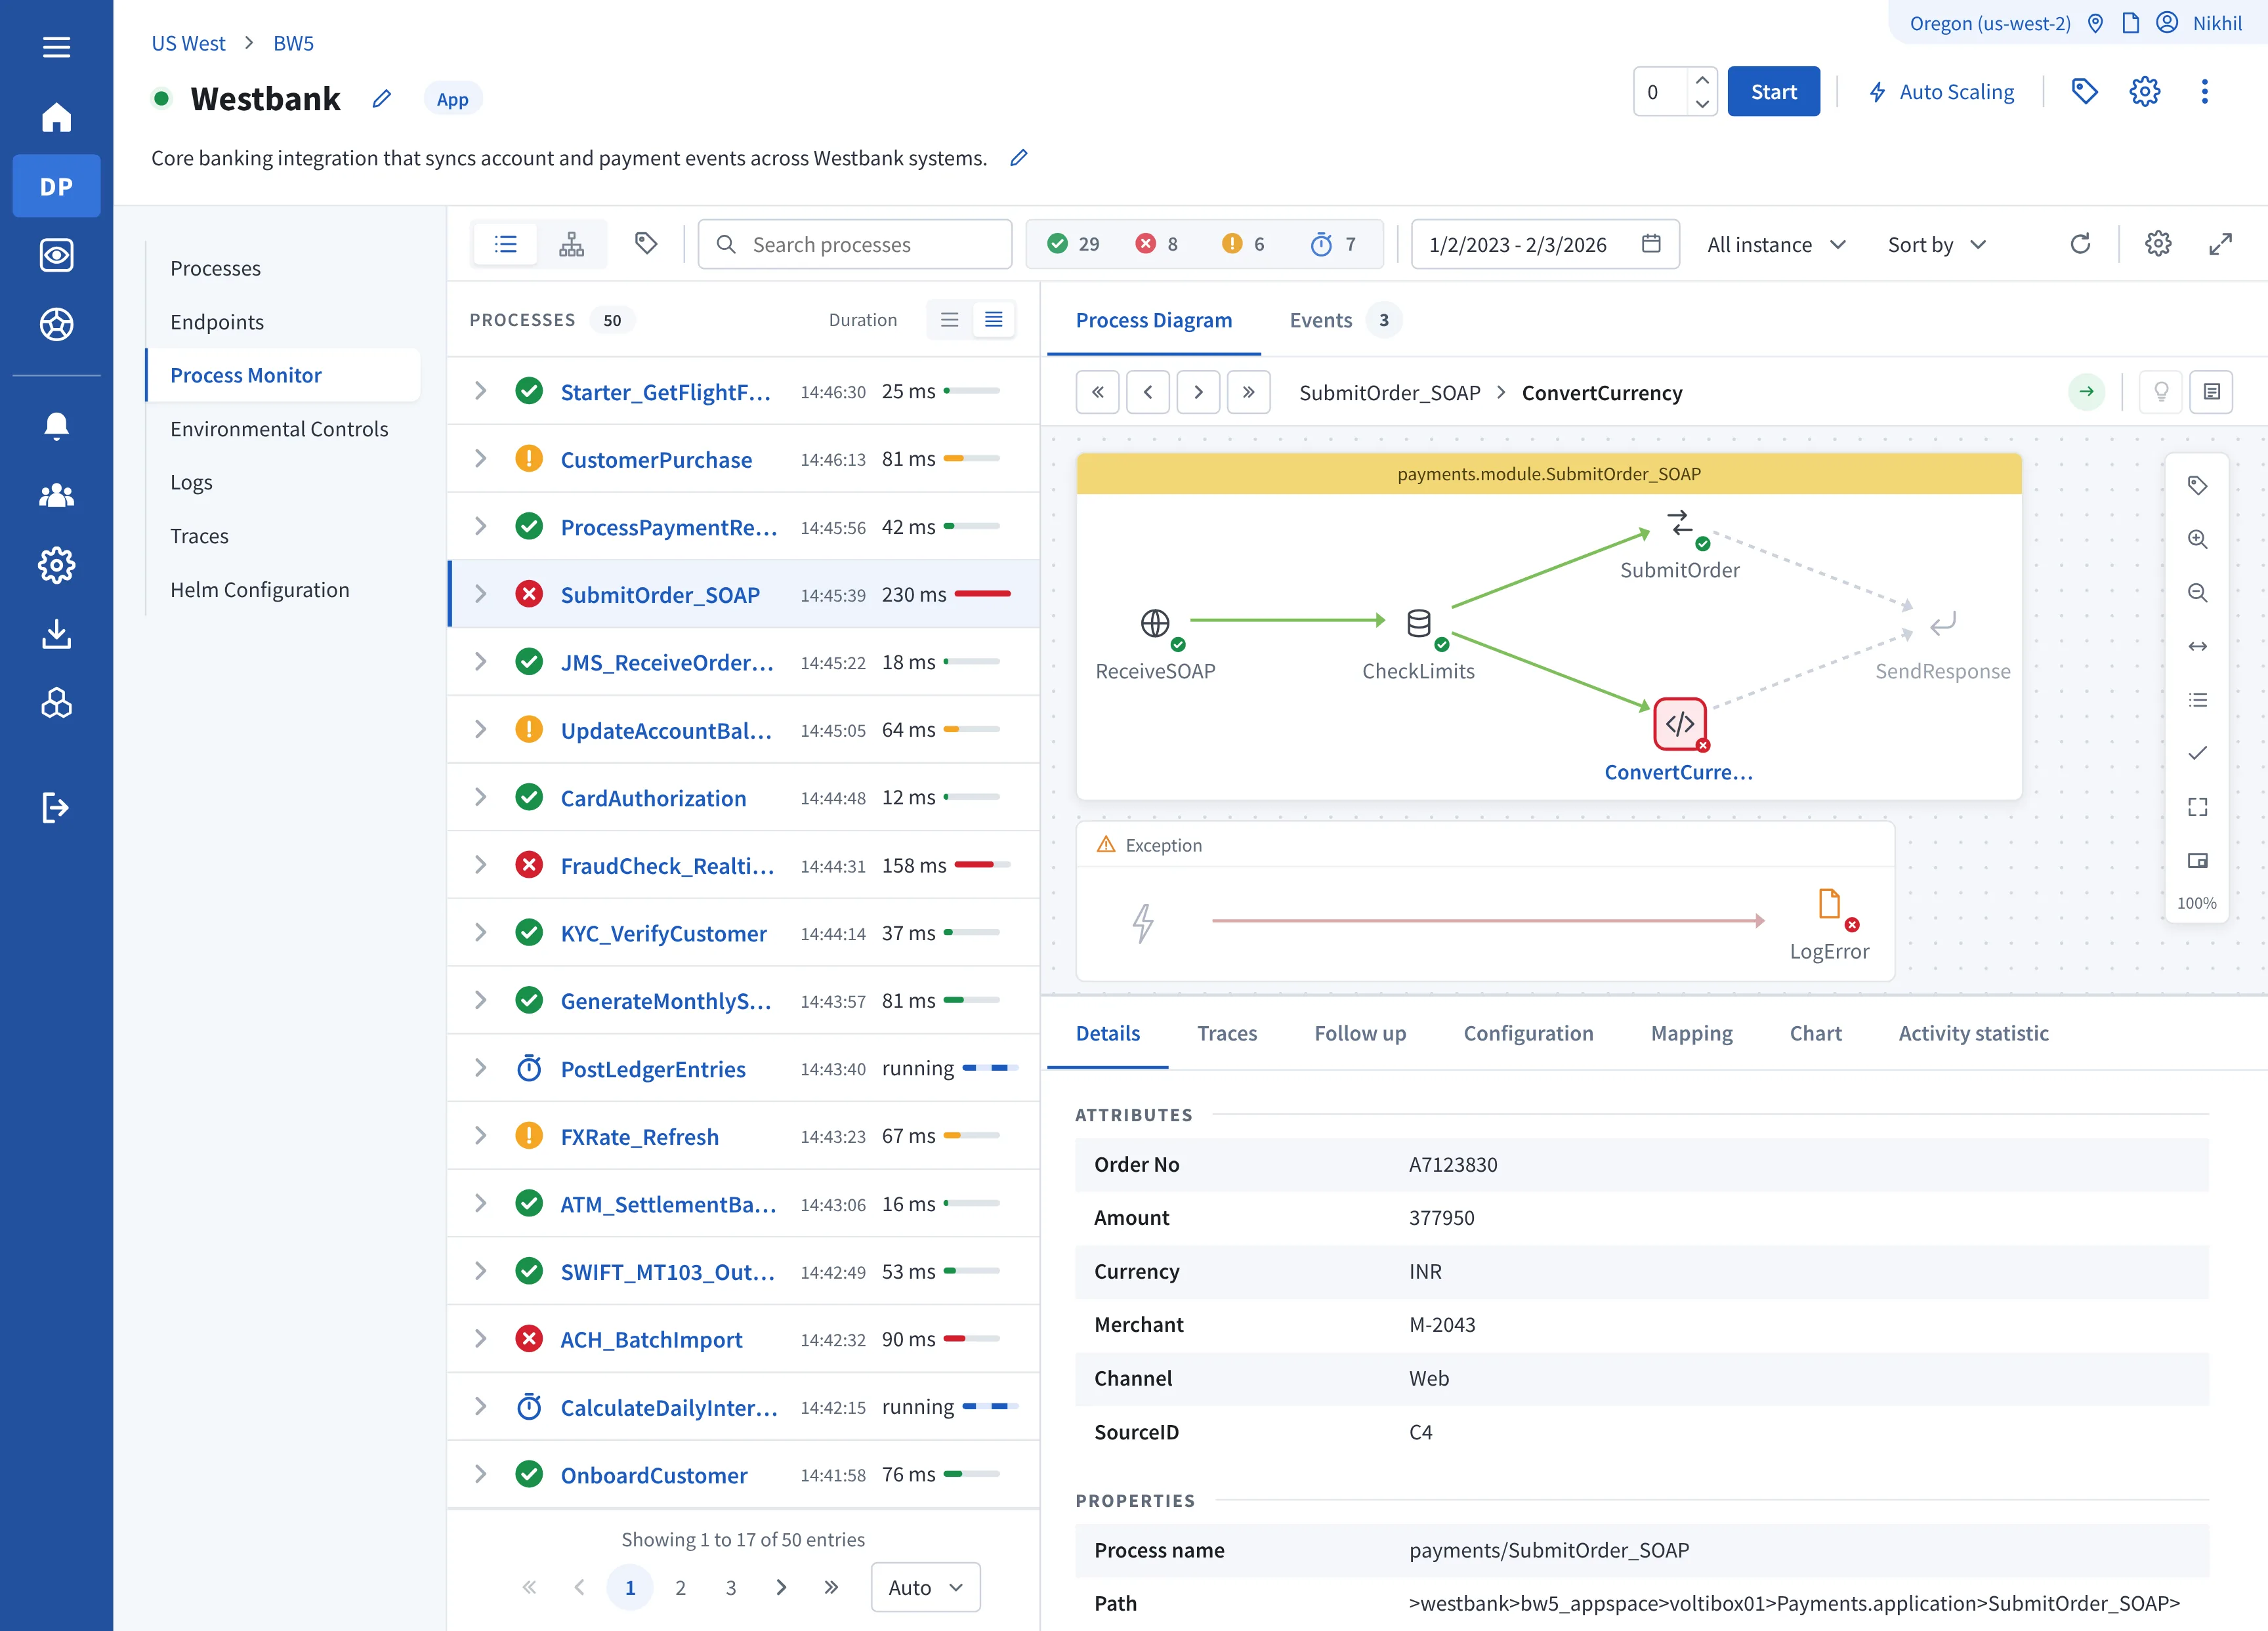 Oregon (us-west-2) Nikhil
US West > BW5
Westbank App
0 Start Auto Scaling
Core banking integration that syncs account and payment events across Westbank systems.
DP
Processes
Endpoints
Process Monitor
Environmental Controls
Logs
Traces
Helm Configuration
Search processes 29 8 6 7 1/2/2023 - 2/3/2026 All instance Sort by
PROCESSES 50 Duration
Starter_GetFlightF... 14:46:30 25 ms
CustomerPurchase 14:46:13 81 ms
ProcessPaymentRe... 14:45:56 42 ms
SubmitOrder_SOAP 14:45:39 230 ms
JMS_ReceiveOrder... 14:45:22 18 ms
UpdateAccountBal... 14:45:05 64 ms
CardAuthorization 14:44:48 12 ms
FraudCheck_Realti... 14:44:31 158 ms
KYC_VerifyCustomer 14:44:14 37 ms
GenerateMonthlyS... 14:43:57 81 ms
PostLedgerEntries 14:43:40 running
FXRate_Refresh 14:43:23 67 ms
ATM_SettlementBa... 14:43:06 16 ms
SWIFT_MT103_Out... 14:42:49 53 ms
ACH_BatchImport 14:42:32 90 ms
CalculateDailyInter... 14:42:15 running
OnboardCustomer 14:41:58 76 ms
Showing 1 to 17 of 50 entries
1 2 3 Auto
Process Diagram Events 3
SubmitOrder_SOAP > ConvertCurrency
payments.module.SubmitOrder_SOAP
SubmitOrder
ReceiveSOAP CheckLimits SendResponse
ConvertCurre...
Exception
LogError
100%
Details Traces Follow up Configuration Mapping Chart Activity statistic
ATTRIBUTES
Order No A7123830
Amount 377950
Currency INR
Merchant M-2043
Channel Web
SourceID C4
PROPERTIES
Process name payments/SubmitOrder_SOAP
Path >westbank>bw5_appspace>voltibox01>Payments.application>SubmitOrder_SOAP>